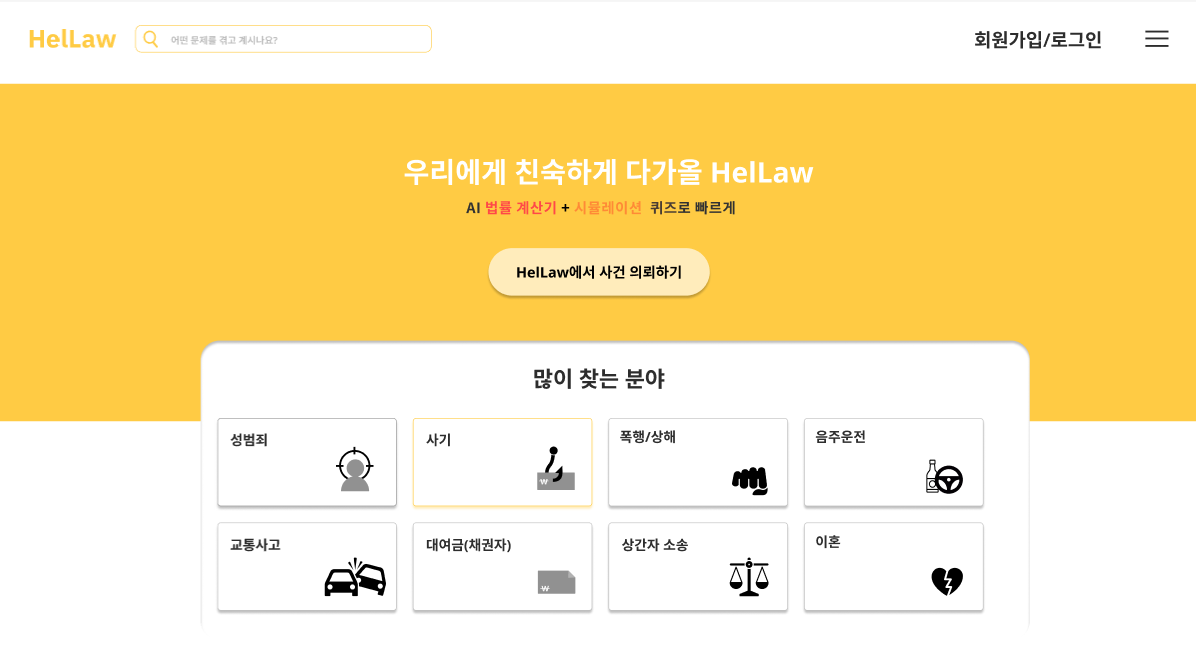 HelLaw
어떤 문제를 겪고 계시나요?
회원가입/로그인
우리에게 친숙하게 다가올 HelLaw
AI 법률 계산기 + 시뮬레이션 퀴즈로 빠르게
HelLaw에서 사건 의뢰하기
많이 찾는 분야
성범죄
사기
₩
폭행/상해
음주운전
교통사고
대여금(채권자)
₩
상간자 소송
이혼